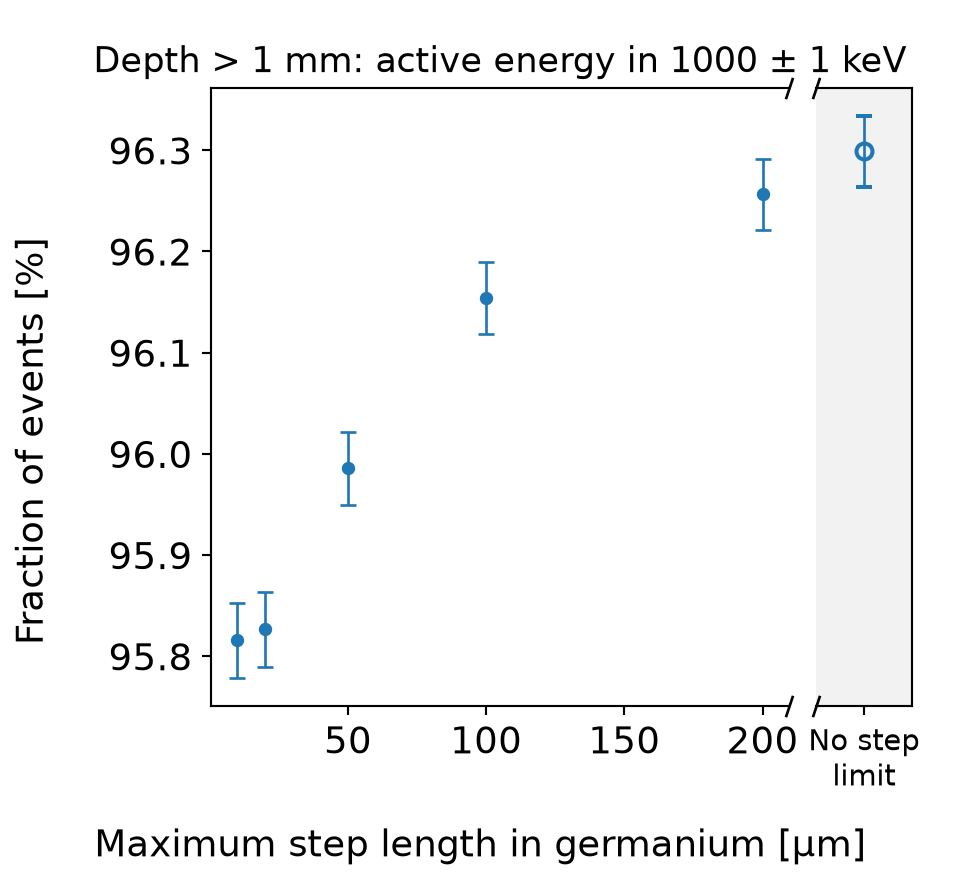 Depth > 1 mm: active energy in 1000 ± 1 keV
Fraction of events [%]
96.3
96.2
96.1
96.0
95.9
95.8
50
100
150
200
No step
limit
Maximum step length in germanium [μm]